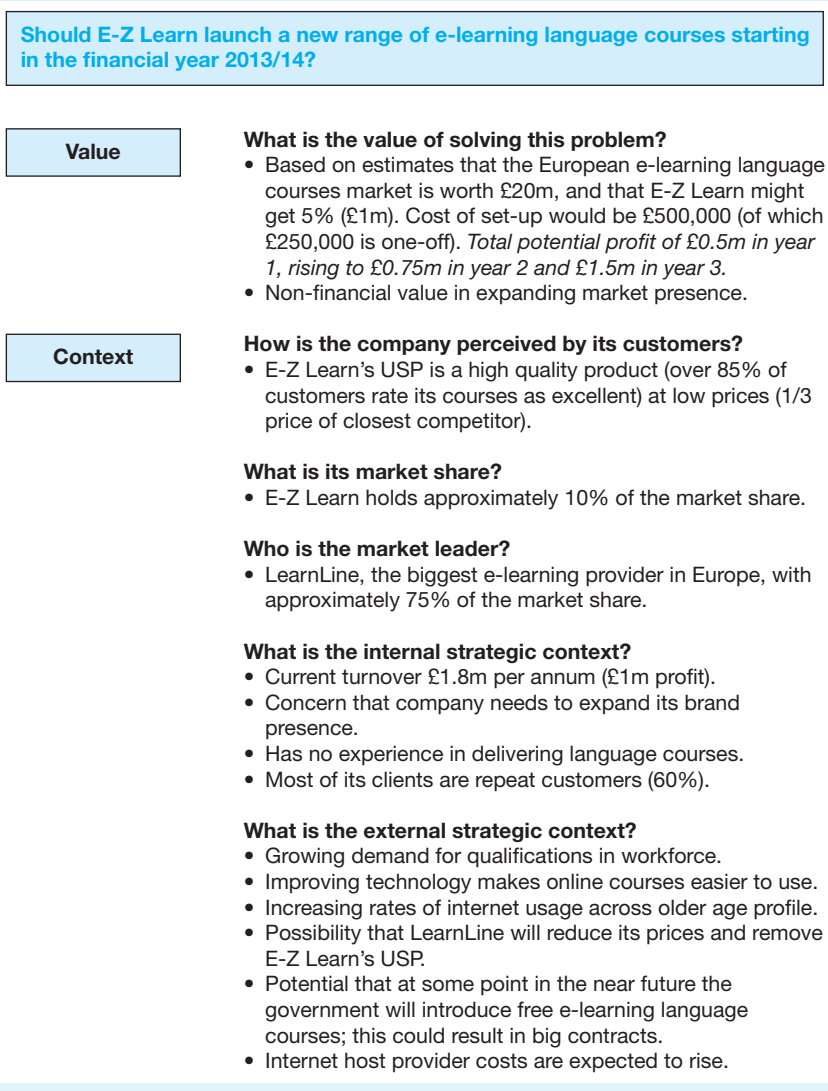 Should E-Z Learn launch a new range of e-learning language courses starting
in the financial year 2013/14?
Value
What is the value of solving this problem?
• Based on estimates that the European e-learning language
courses market is worth £20m, and that E-Z Learn might
get 5% (£1m). Cost of set-up would be £500,000 (of which
£250,000 is one-off). Total potential profit of £0.5m in year
1, rising to £0.75m in year 2 and £1.5m in year 3.
• Non-financial value in expanding market presence.
Context
How is the company perceived by its customers?
• E-Z Learn’s USP is a high quality product (over 85% of
customers rate its courses as excellent) at low prices (1/3
price of closest competitor).
What is its market share?
• E-Z Learn holds approximately 10% of the market share.
Who is the market leader?
• LearnLine, the biggest e-learning provider in Europe, with
approximately 75% of the market share.
What is the internal strategic context?
• Current turnover £1.8m per annum (£1m profit).
• Concern that company needs to expand its brand
presence.
• Has no experience in delivering language courses.
• Most of its clients are repeat customers (60%).
What is the external strategic context?
• Growing demand for qualifications in workforce.
• Improving technology makes online courses easier to use.
• Increasing rates of internet usage across older age profile.
• Possibility that LearnLine will reduce its prices and remove
E-Z Learn’s USP.
• Potential that at some point in the near future the
government will introduce free e-learning language
courses; this could result in big contracts.
• Internet host provider costs are expected to rise.